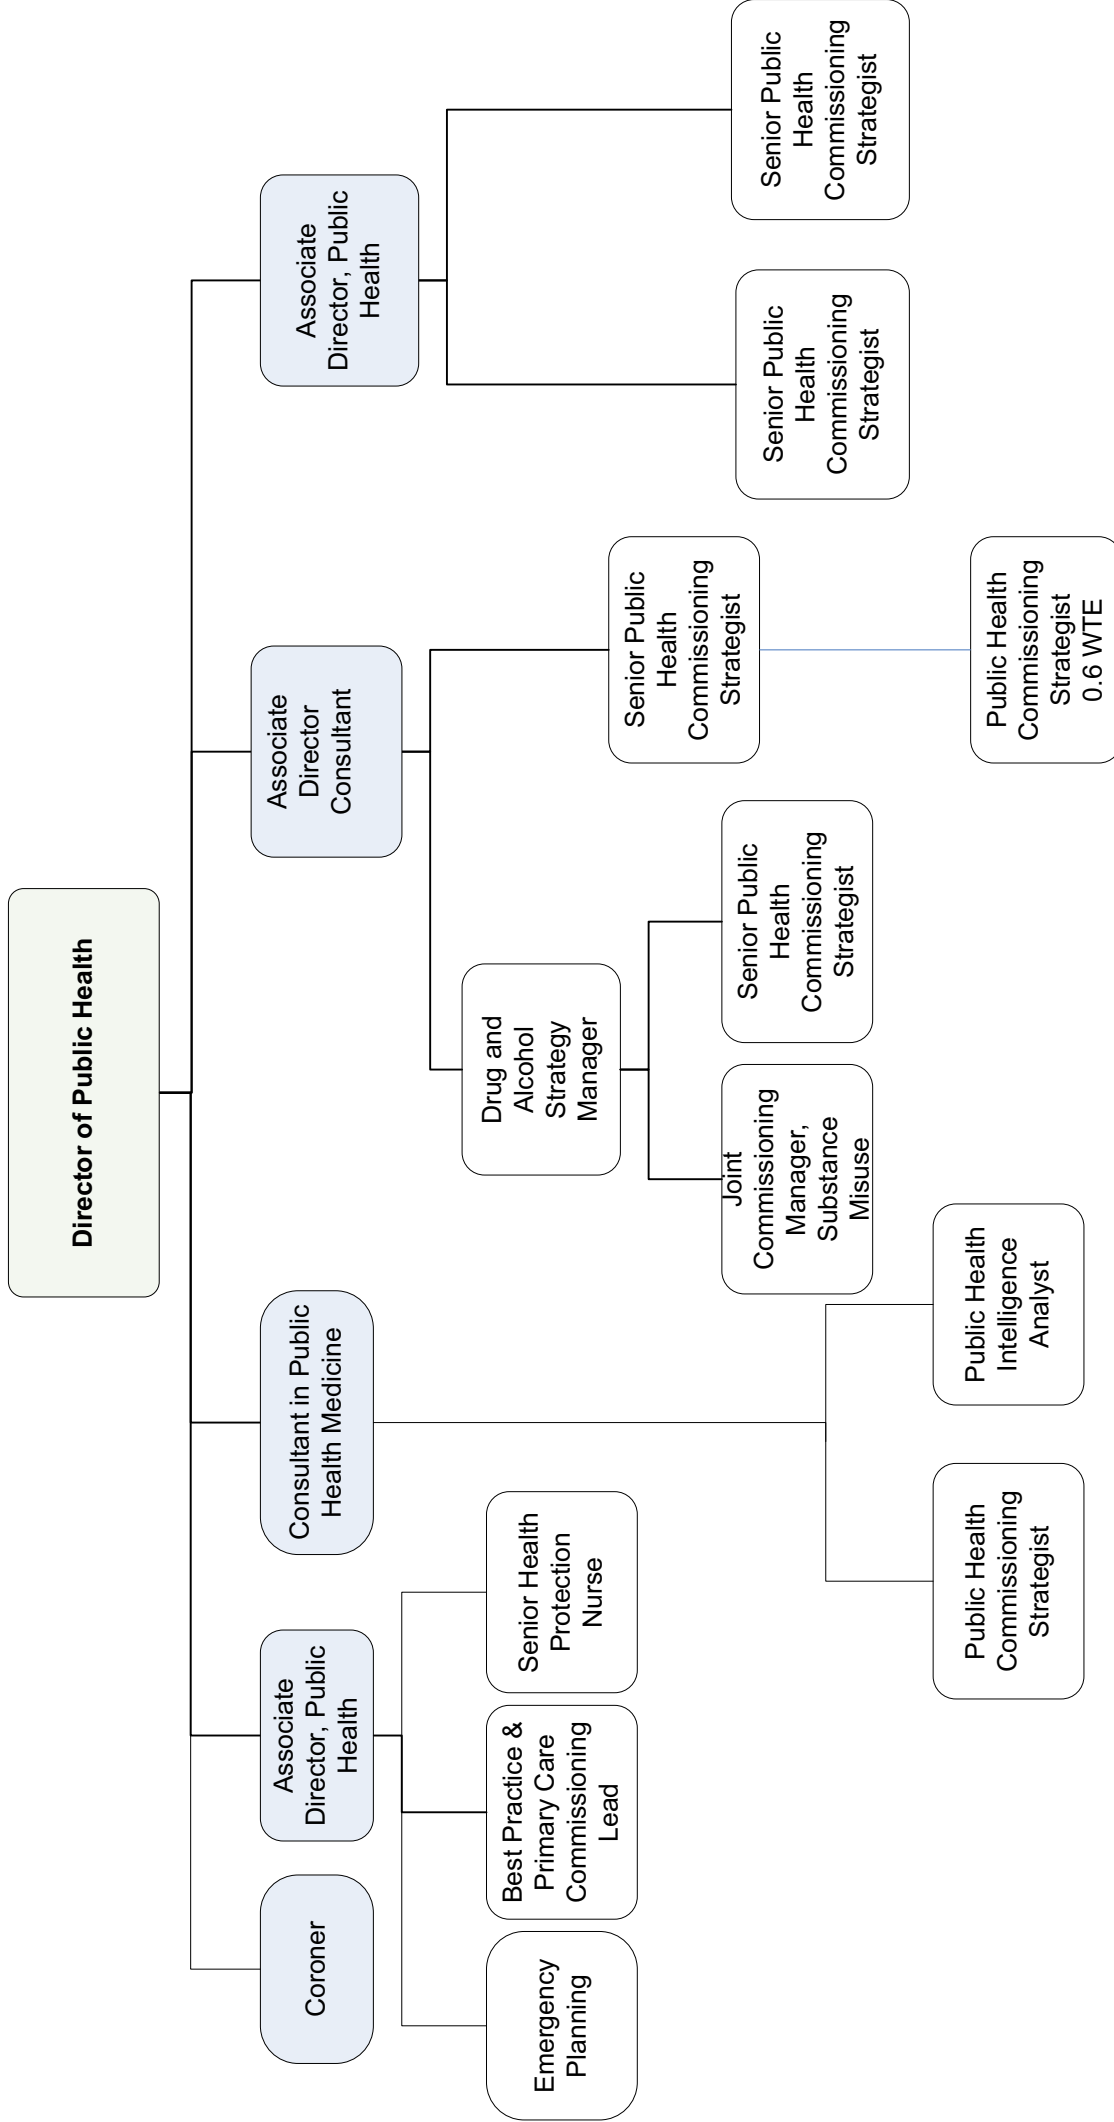 Director of Public Health
Coroner
Associate
Director, Public
Health
Consultant in Public
Health Medicine
Associate
Director
Consultant
Associate
Director, Public
Health
Emergency
Planning
Best Practice &
Primary Care
Commissioning
Lead
Senior Health
Protection
Nurse
Public Health
Commissioning
Strategist
Public Health
Intelligence
Analyst
Drug and
Alcohol
Strategy
Manager
Joint
Commissioning
Manager,
Substance
Misuse
Senior Public
Health
Commissioning
Strategist
Senior Public
Health
Commissioning
Strategist
Public Health
Commissioning
Strategist
0.6 WTE
Senior Public
Health
Commissioning
Strategist
Senior Public
Health
Commissioning
Strategist